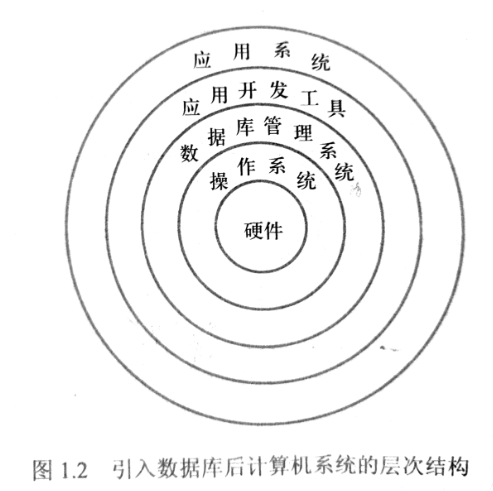 应用系统
应用开发工具
数据库管理系统
操作系统
硬件
图 1.2 引入数据库后计算机系统的层次结构